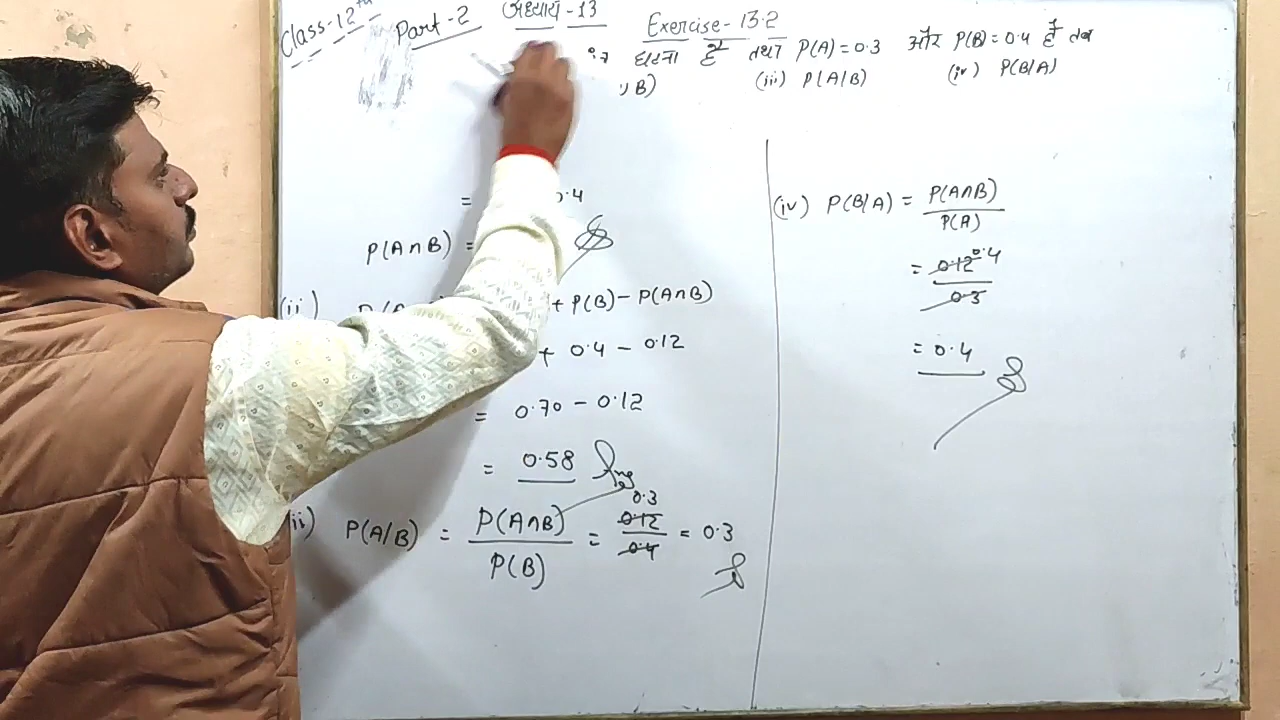 Class-12th Part-2 अध्याय-13 Exercise-13.2
घटना है तथा P(A)=0.3 और P(B)=0.4 है तब
B) (iii) P(A/B) (iv) P(B/A)
= 0.4
P(A∩B) =
(ii) + P(B) - P(A∩B)
+ 0.4 - 0.12
= 0.70 - 0.12
= 0.58 Ans
P(A/B) = P(A∩B)/P(B) = 0.12/0.4 0.3 = 0.3
(iv) P(B/A) = P(A∩B)/P(A)
= 0.12/0.3 0.4
= 0.4